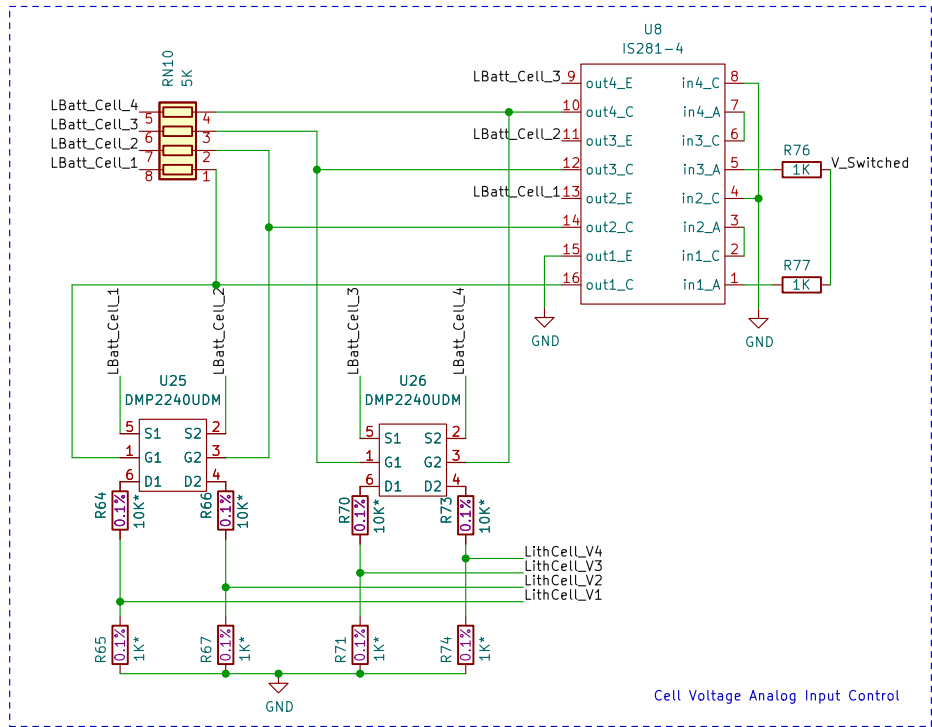 U8
IS281-4
RN10
5K
LBatt_Cell_4
LBatt_Cell_3
LBatt_Cell_2
LBatt_Cell_1
5 4
6 3
7 2
8 1
LBatt_Cell_3 9 out4_E in4_C 8
10 out4_C in4_A 7
LBatt_Cell_2 11 out3_E in3_C 6
12 out3_C in3_A 5
LBatt_Cell_1 13 out2_E in2_C 4
14 out2_C in2_A 3
15 out1_E in1_C 2
16 out1_C in1_A 1
R76
1K
V_Switched
R77
1K
GND
GND
LBatt_Cell_1
LBatt_Cell_2
LBatt_Cell_3
LBatt_Cell_4
U25
DMP2240UDM
5 S1 S2 2
1 G1 G2 3
6 D1 D2 4
U26
DMP2240UDM
5 S1 S2 2
1 G1 G2 3
6 D1 D2 4
R64
0.1%
10K*
R66
0.1%
10K*
R70
0.1%
10K*
R73
0.1%
10K*
LithCell_V4
LithCell_V3
LithCell_V2
LithCell_V1
R65
0.1%
1K*
R67
0.1%
1K*
R71
0.1%
1K*
R74
0.1%
1K*
GND
Cell Voltage Analog Input Control